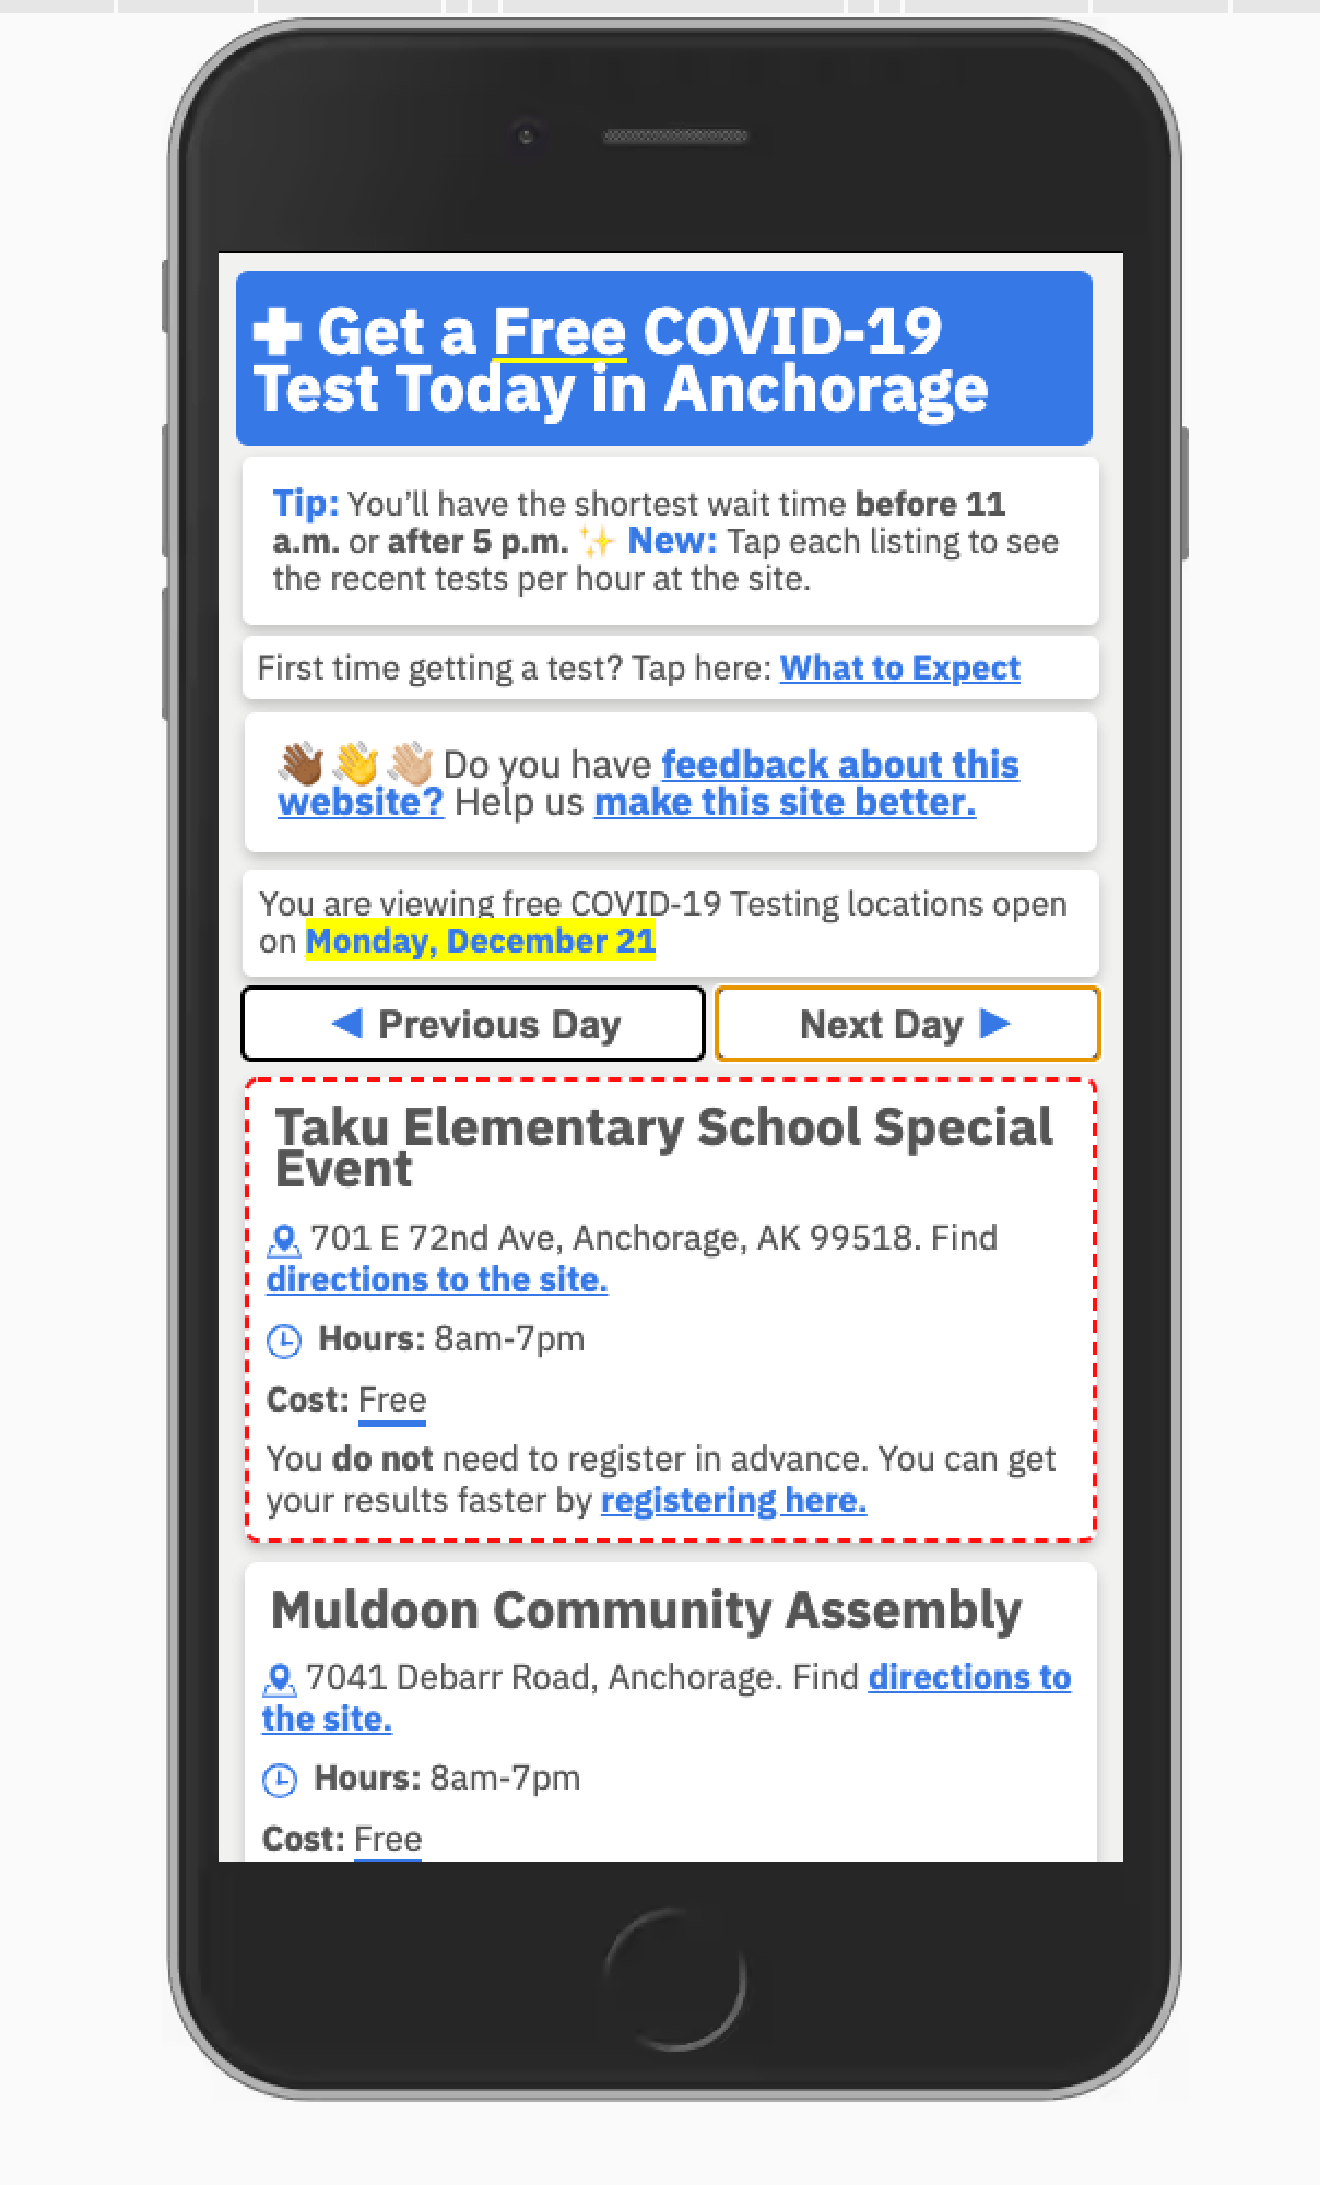 Get a Free COVID-19
Test Today in Anchorage
Tip: You'll have the shortest wait time before 11
a.m. or after 5 p.m. ✨ New: Tap each listing to see
the recent tests per hour at the site.
First time getting a test? Tap here: What to Expect
👋🏾👋👋🏼 Do you have feedback about this
website? Help us make this site better.
You are viewing free COVID-19 Testing locations open
on Monday, December 21
◀ Previous Day
Next Day ▶
Taku Elementary School Special
Event
701 E 72nd Ave, Anchorage, AK 99518. Find
directions to the site.
Hours: 8am-7pm
Cost: Free
You do not need to register in advance. You can get
your results faster by registering here.
Muldoon Community Assembly
7041 Debarr Road, Anchorage. Find directions to
the site.
Hours: 8am-7pm
Cost: Free